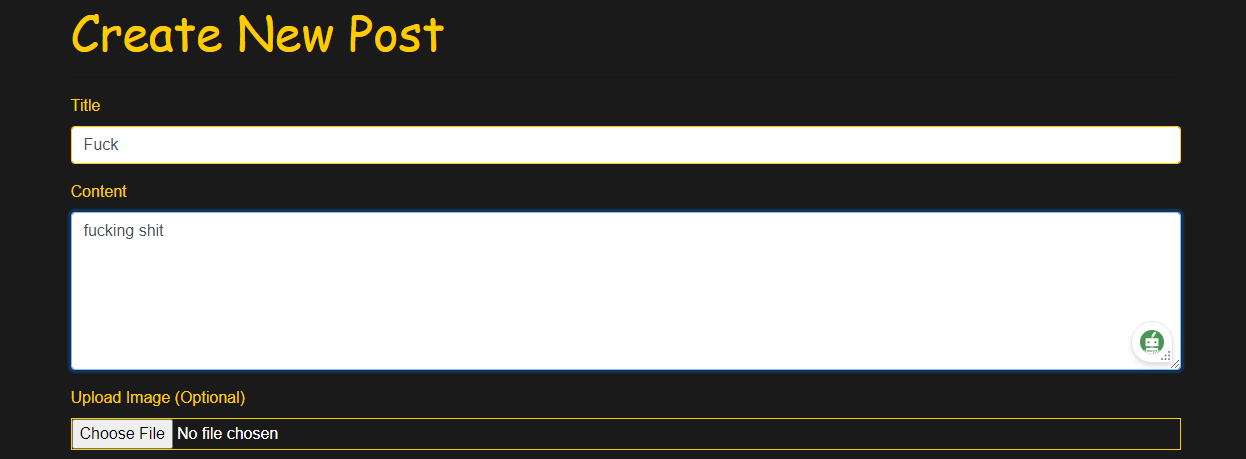 Create New Post
Title
Fuck
Content
fucking shit
Upload Image (Optional)
Choose File No file chosen